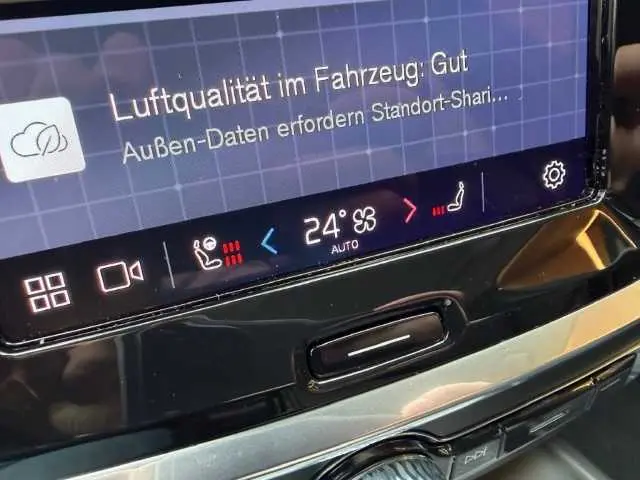 Luftqualität im Fahrzeug: Gut
Außen-Daten erfordern Standort-Shari...
24°
AUTO